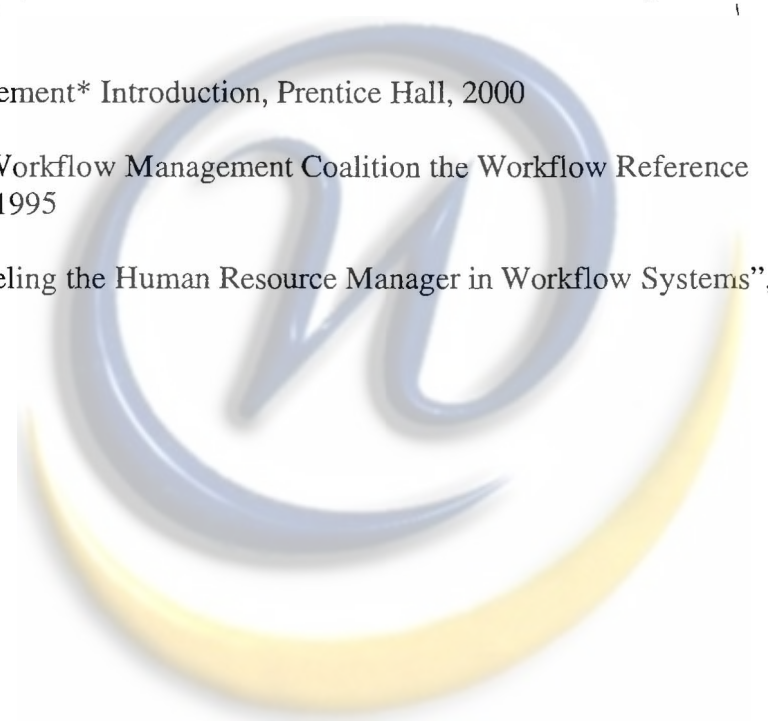 ement* Introduction, Prentice Hall, 2000
Workflow Management Coalition the Workflow Reference
1995
eling the Human Resource Manager in Workflow Systems”,